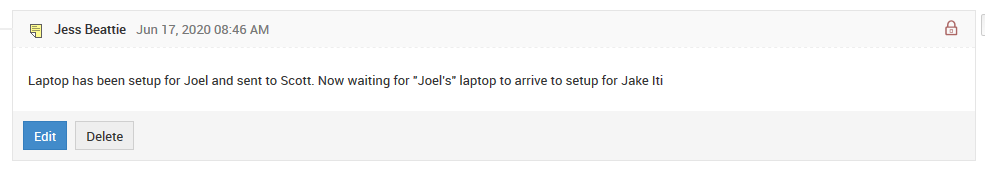 Jess Beattie Jun 17, 2020 08:46 AM
Laptop has been setup for Joel and sent to Scott. Now waiting for "Joel's" laptop to arrive to setup for Jake Iti
Edit Delete